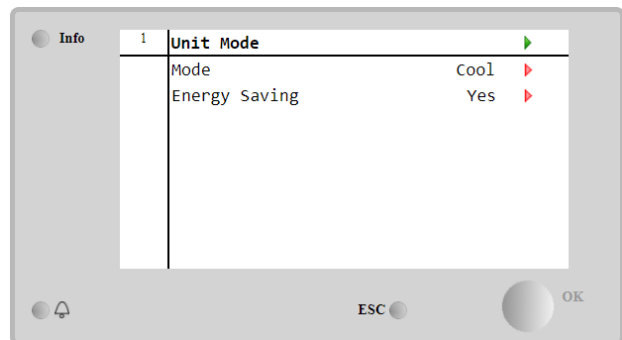 Info
1 Unit Mode
Mode Cool
Energy Saving Yes
ESC
OK